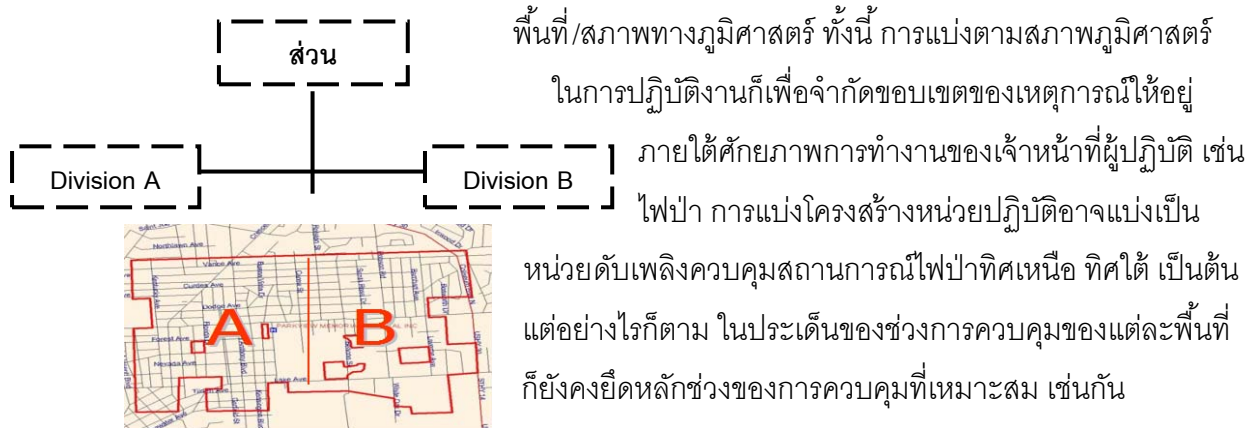 ส่วน
Division A
Division B
พื้นที่/สภาพทางภูมิศาสตร์ ทั้งนี้ การแบ่งตามสภาพภูมิศาสตร์
ในการปฏิบัติงานก็เพื่อจำกัดขอบเขตของเหตุการณ์ให้อยู่
ภายใต้ศักยภาพการทำงานของเจ้าหน้าที่ผู้ปฏิบัติ เช่น
ไฟป่า การแบ่งโครงสร้างหน่วยปฏิบัติอาจแบ่งเป็น
หน่วยดับเพลิงควบคุมสถานการณ์ไฟป่าทิศเหนือ ทิศใต้ เป็นต้น
แต่อย่างไรก็ตาม ในประเด็นของช่วงการควบคุมของแต่ละพื้นที่
ก็ยังคงยึดหลักช่วงของการควบคุมที่เหมาะสม เช่นกัน
Northlawn Ave
Vance Ave
Curdes Ave
Dodge Ave
A
B
Forest Ave
Nevada Ave
Lake Ave